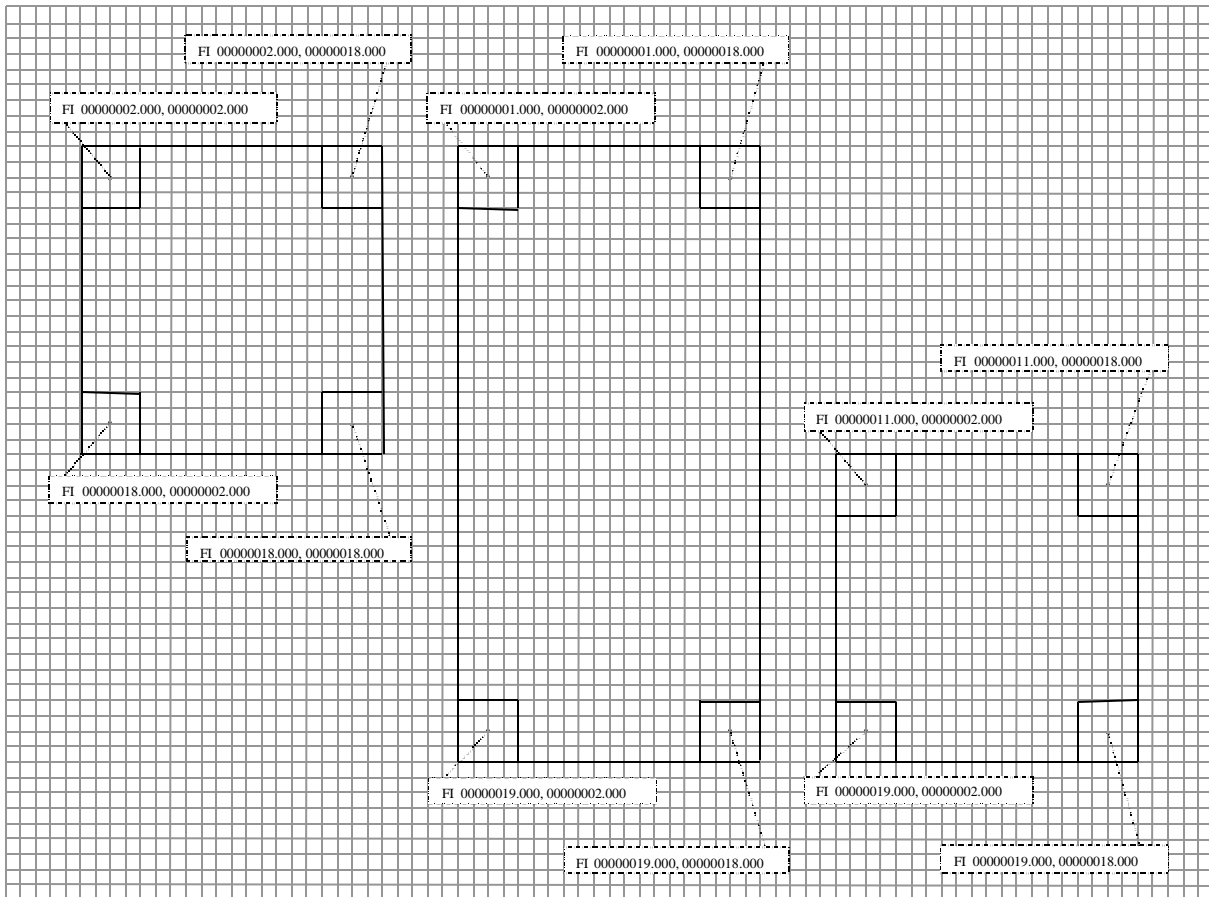 FI 00000002.000, 00000018.000
FI 00000001.000, 00000018.000
FI 00000002.000, 00000002.000
FI 00000001.000, 00000002.000
FI 00000011.000, 00000018.000
FI 00000011.000, 00000002.000
FI 00000018.000, 00000002.000
FI 00000018.000, 00000018.000
FI 00000019.000, 00000002.000
FI 00000019.000, 00000002.000
FI 00000019.000, 00000018.000
FI 00000019.000, 00000018.000